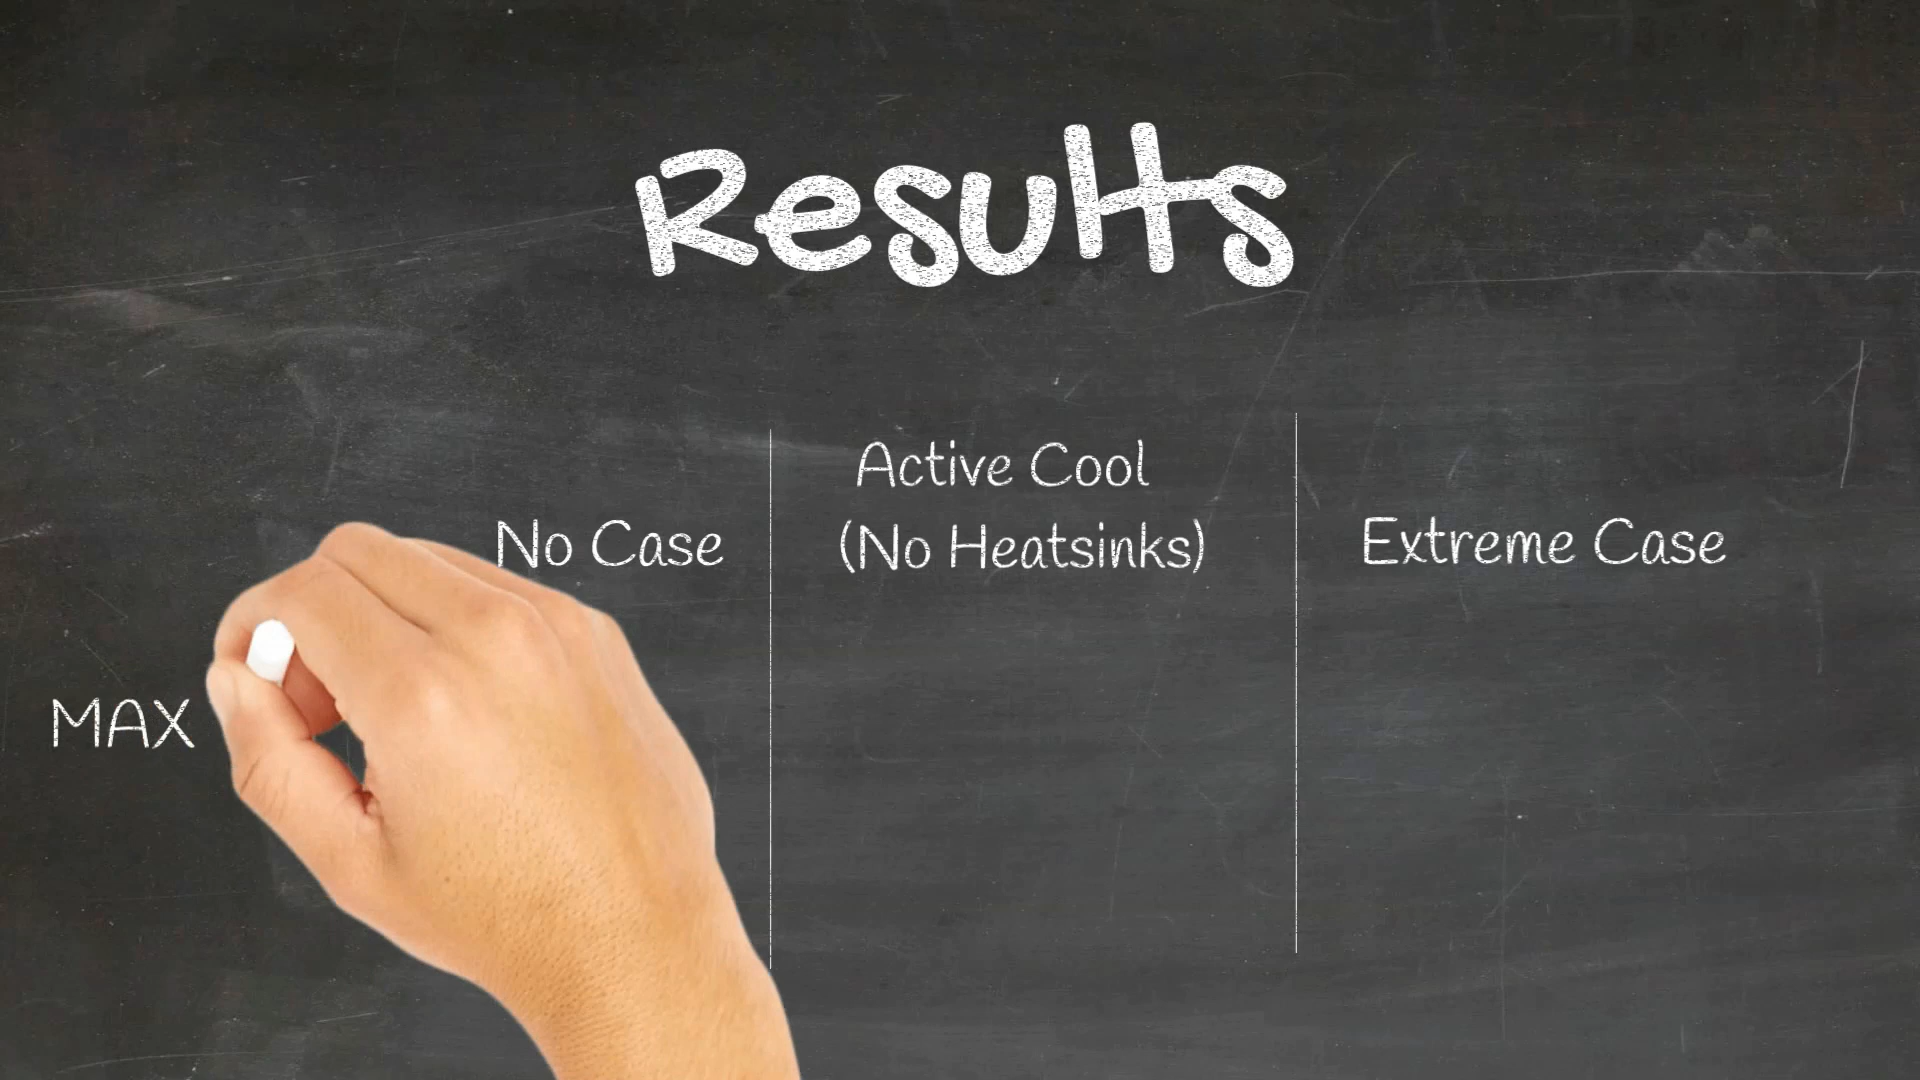 Results
Active Cool
No Case
(No Heatsinks)
Extreme Case
MAX